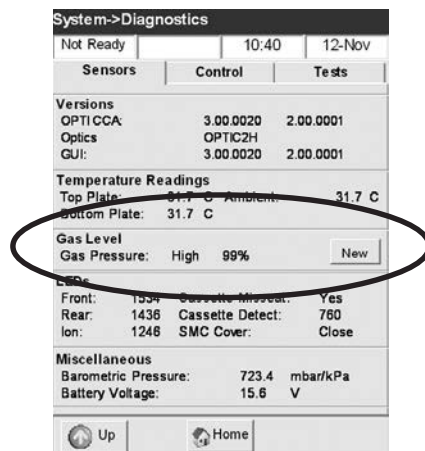 System->Diagnostics
Not Ready 10:40 12-Nov
Sensors Control Tests
Versions
OPTI CCA: 3.00.0020 2.00.0001
Optics OPTIC2H
GUI: 3.00.0020 2.00.0001
Temperature Readings
Top Plate: 31.7 C Ambient: 31.7 C
Bottom Plate: 31.7 C
Gas Level
Gas Pressure: High 99% New
LEDs
Front: 1534 Cassette Misseat: Yes
Rear: 1436 Cassette Detect: 760
Ion: 1246 SMC Cover: Close
Miscellaneous
Barometric Pressure: 723.4 mbar/kPa
Battery Voltage: 15.6 V
Up Home